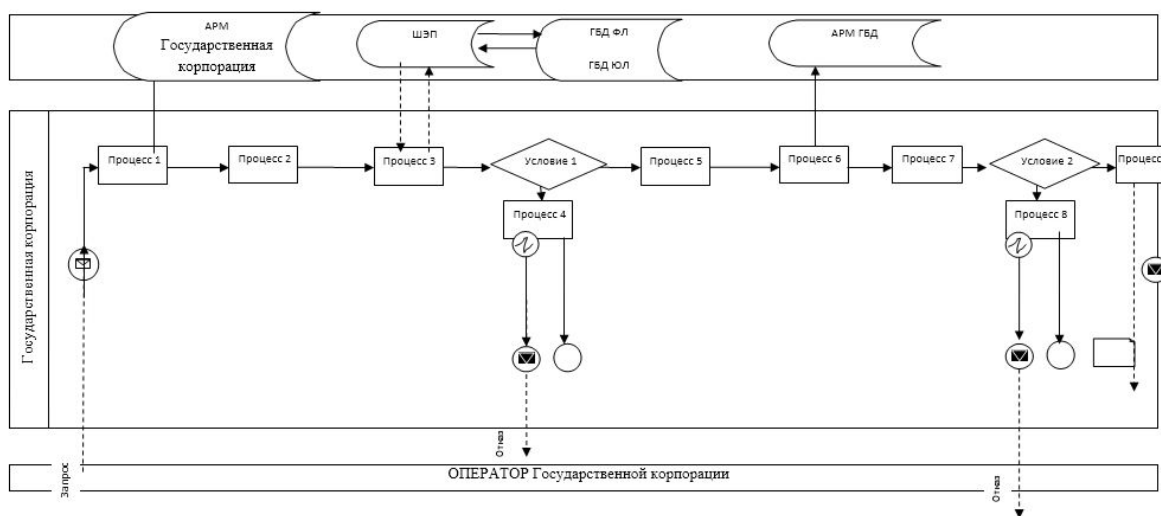 АРМ
Государственная
корпорация
ШЭП
ГБД ФЛ
ГБД ЮЛ
АРМ ГБД
Государственная корпорация
Процесс 1
Процесс 2
Процесс 3
Условие 1
Процесс 5
Процесс 6
Процесс 7
Условие 2
Процесс
Процесс 4
Процесс 8
Запрос
Отказ
ОПЕРАТОР Государственной корпорации
Отказ